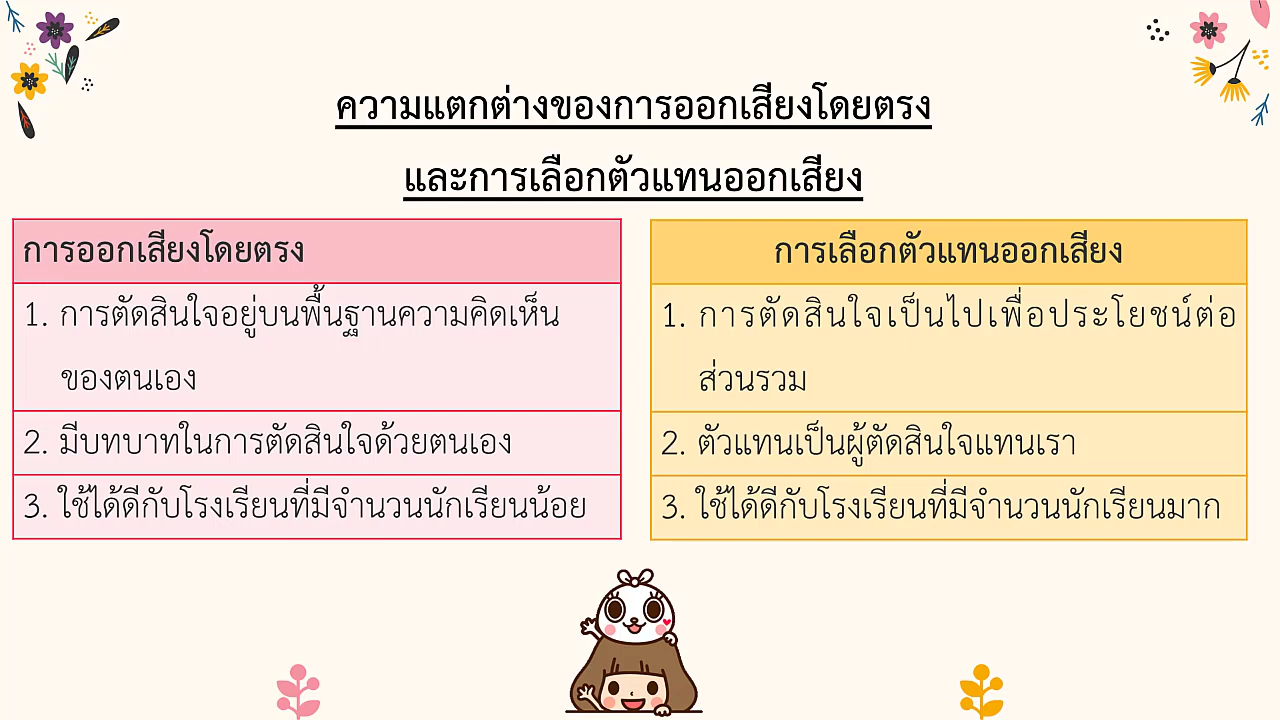 ความแตกต่างของการออกเสียงโดยตรง
และการเลือกตัวแทนออกเสียง
การออกเสียงโดยตรง
1. การตัดสินใจอยู่บนพื้นฐานความคิดเห็น
ของตนเอง
2. มีบทบาทในการตัดสินใจด้วยตนเอง
3. ใช้ได้ดีกับโรงเรียนที่มีจำนวนนักเรียนน้อย
การเลือกตัวแทนออกเสียง
1. การตัดสินใจเป็นไปเพื่อประโยชน์ต่อ
ส่วนรวม
2. ตัวแทนเป็นผู้ตัดสินใจแทนเรา
3. ใช้ได้ดีกับโรงเรียนที่มีจำนวนนักเรียนมาก